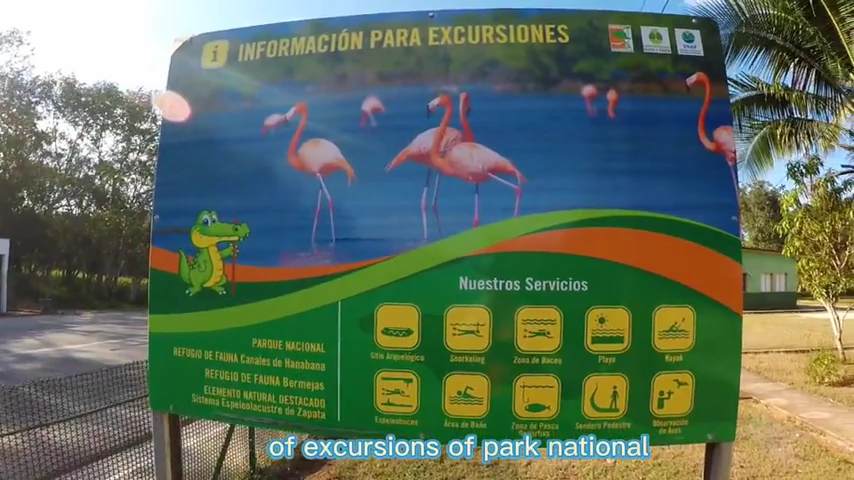 i
INFORMACIÓN PARA EXCURSIONES
Nuestros Servicios
Sitio Arqueológico
Snorkeling
Zona de Buceo
Playa
Kayak
Espeleobuceo
Área de Baño
Zona de Pesca
Sendero Pedestre
Observación
de Aves
PARQUE NACIONAL
REFUGIO DE FAUNA Canales de Hanabana
REFUGIO DE FAUNA Bermejas
ELEMENTO NATURAL DESTACADO
Sistema Espeleolacustre de Zapata
of excursions of park national